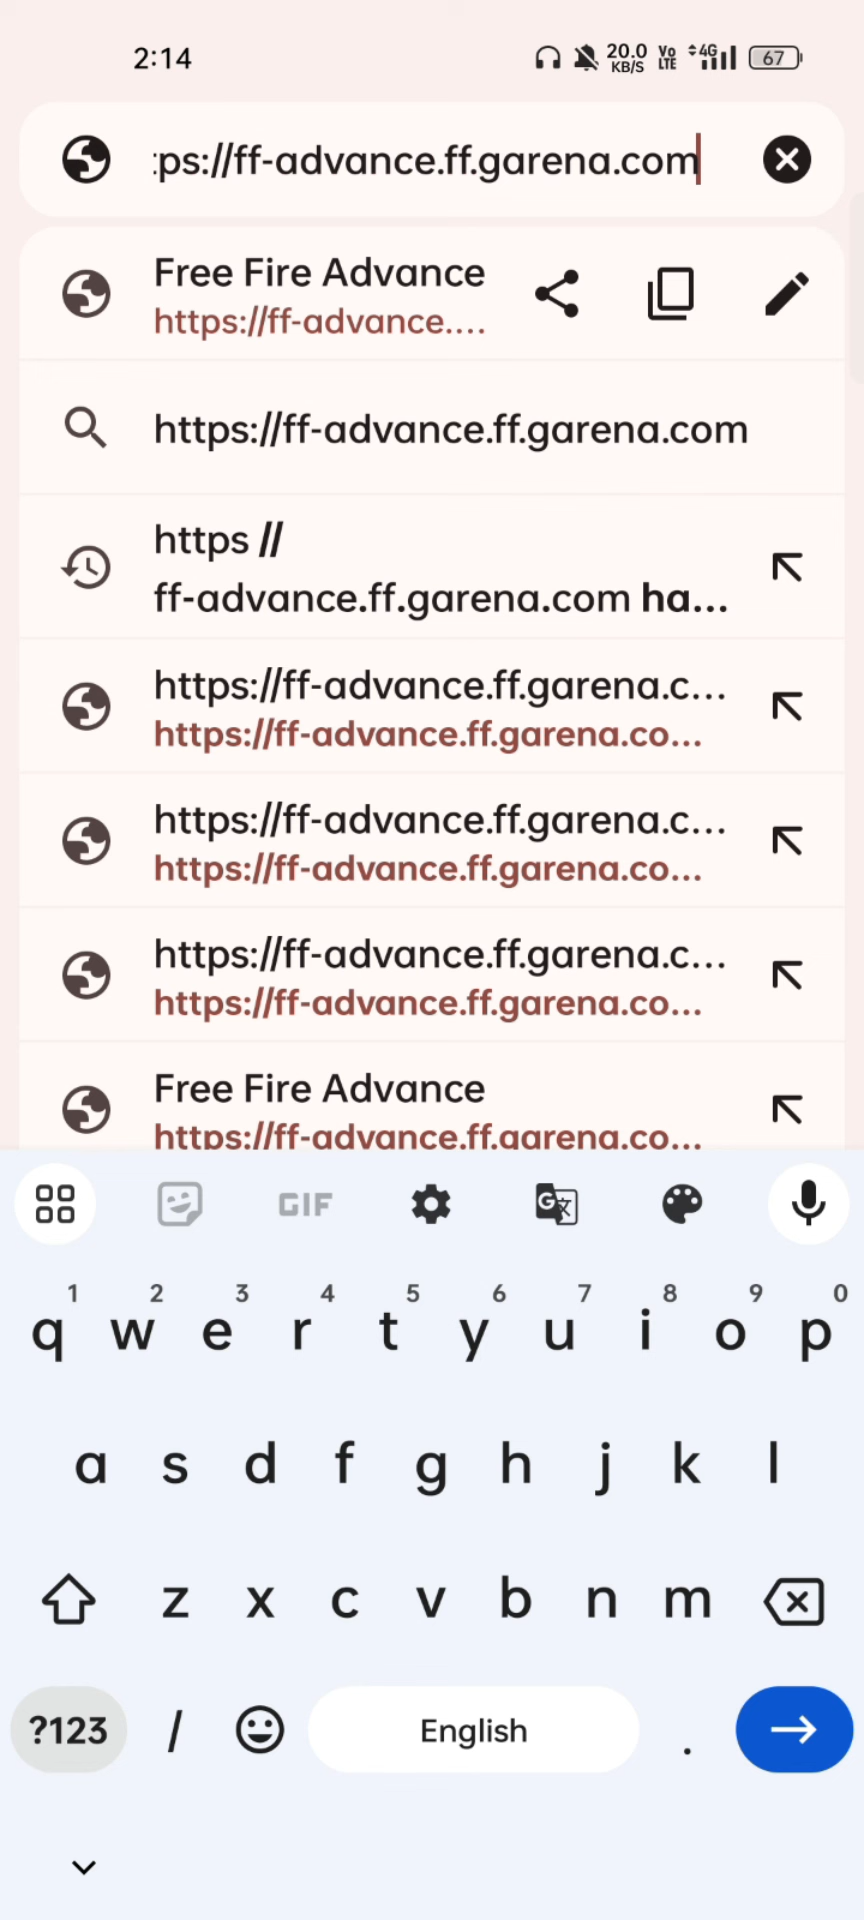 2:14
20.0
KB/S
Vo
LTE
4G
67
:ps://ff-advance.ff.garena.com
Free Fire Advance
https://ff-advance....
https://ff-advance.ff.garena.com
https //
ff-advance.ff.garena.com ha...
https://ff-advance.ff.garena.c...
https://ff-advance.ff.garena.co...
https://ff-advance.ff.garena.c...
https://ff-advance.ff.garena.co...
https://ff-advance.ff.garena.c...
https://ff-advance.ff.garena.co...
Free Fire Advance
https://ff-advance.ff.garena.co...
GIF
G 文
1 2 3 4 5 6 7 8 9 0
q w e r t y u i o p
a s d f g h j k l
z x c v b n m
?123 / English .